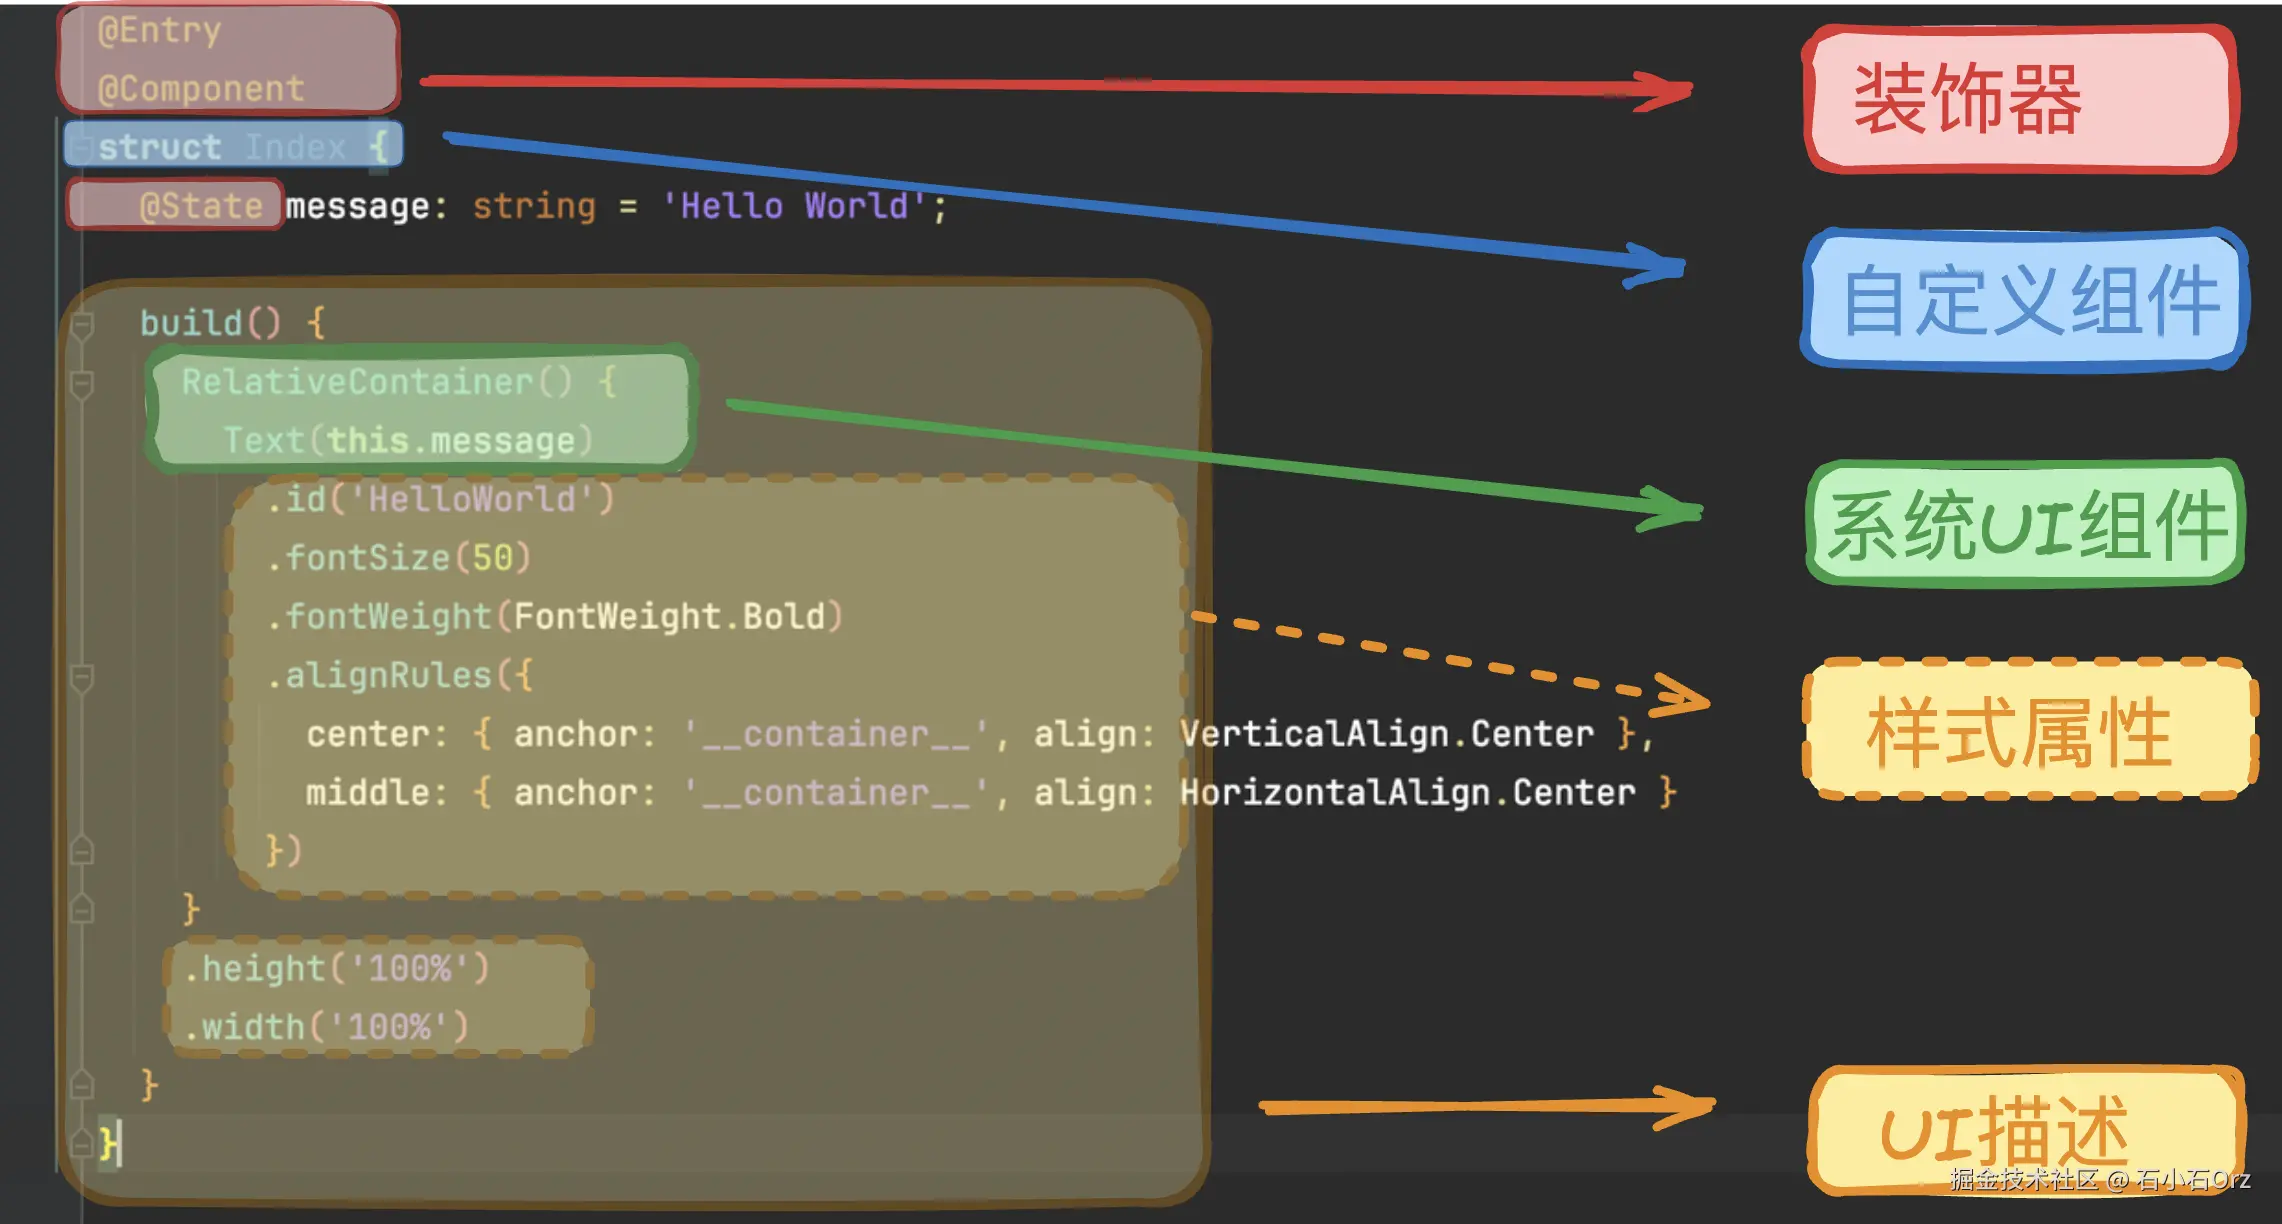 @Entry
@Component
struct Index {
@State message: string = 'Hello World';
build() {
RelativeContainer() {
Text(this.message)
.id('HelloWorld')
.fontSize(50)
.fontWeight(FontWeight.Bold)
.alignRules({
center: { anchor: '__container__', align: VerticalAlign.Center },
middle: { anchor: '__container__', align: HorizontalAlign.Center }
})
}
.height('100%')
.width('100%')
}
}
装饰器
自定义组件
系统UI组件
样式属性
UI描述
掘金技术社区 @ 石小石Orz